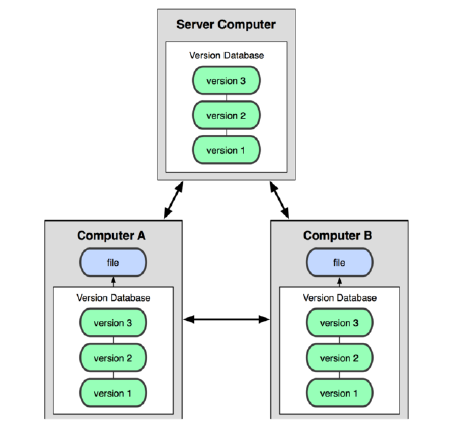 Server Computer
Version Database
version 3
version 2
version 1
Computer A
file
Version Database
version 3
version 2
version 1
Computer B
file
Version Database
version 3
version 2
version 1